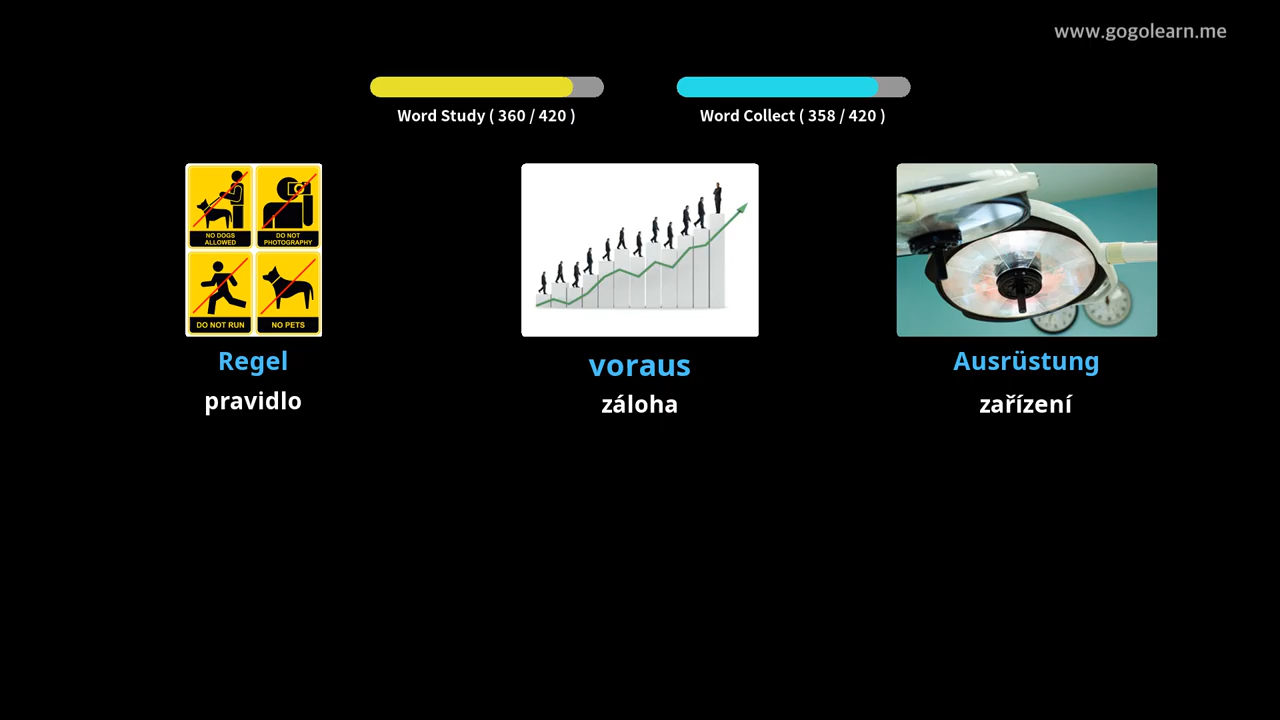 www.gogolearn.me
Word Study ( 360 / 420 )
Word Collect ( 358 / 420 )
NO DOGS
ALLOWED
DO NOT
PHOTOGRAPHY
DO NOT RUN
NO PETS
Regel
pravidlo
voraus
záloha
Ausrüstung
zařízení